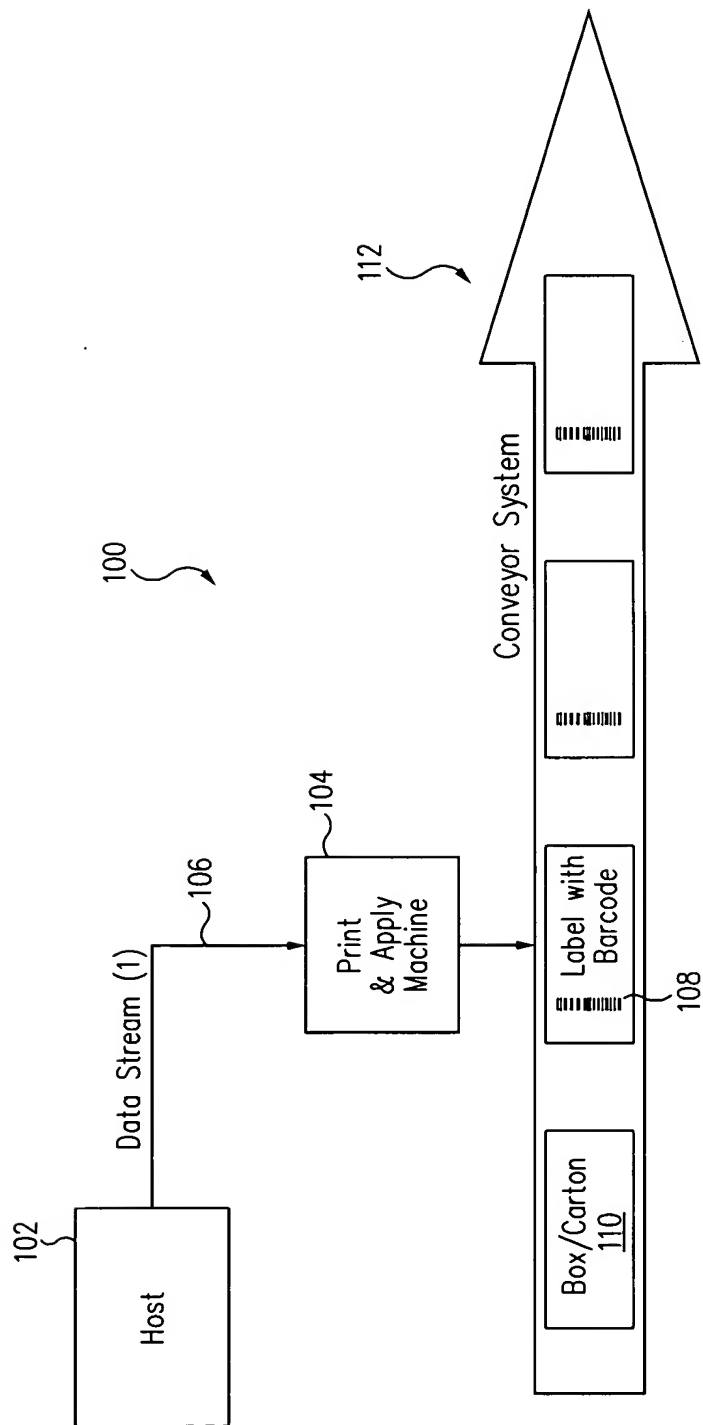 100
102
Host
Data Stream (1)
106
104
Print
& Apply
Machine
112
Conveyor System
Box/Carton
110
Label with
Barcode
108